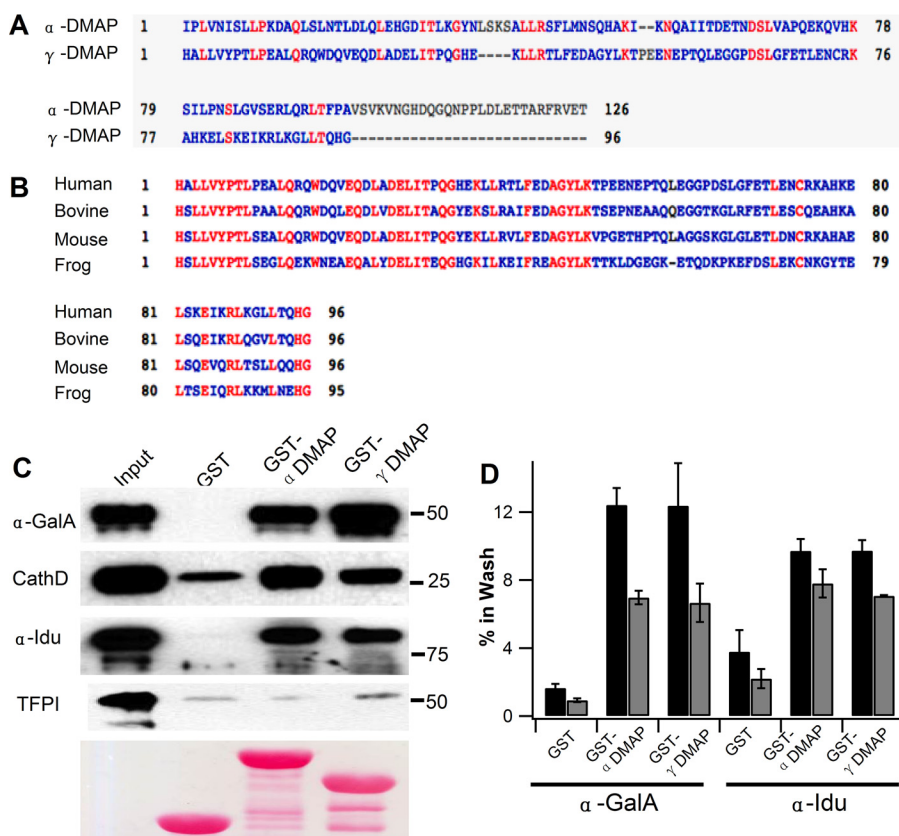 A
α-DMAP 1 IPLVNISLLPKDAQLSLNTLDLQLEHGDITLKGYNLSKSALLRSFLMNSQHAKI--KNQAIITDETNDSLVAPQEKQVHK 78
γ-DMAP 1 HALLVYPTLPEALQRQWDQVEQDLADELITPQGHE----KLLRTLFEDAGYLKTPEENEPTQLEGGPDSLGFETLENCRK 76
α-DMAP 79 SILPNSLGVSERLQRLTFPAVSVKVNGHDQGQNPPLDLETTARFRVET 126
γ-DMAP 77 AHKELSKEIKRLKGLLTQHG---------------------------- 96
B
Human 1 HALLVYPTLPEALQRQWDQVEQDLADELITPQGHEKLLRTLFEDAGYLKTPEENEPTQLEGGPDSLGFETLENCRKAHKE 80
Bovine 1 HSLLVYPTLPAALQRQWDQLEQDLVDELITPQGYEKSLRAIFEDAGYLKTSEPNEAAQQEGGTKGLRFETLESCQEAHKA 80
Mouse 1 HSLLVYPTLSEALQQRWDQLEQDLADELITPQGYEKLLRVLFEDAGYLKVPGETHPTQLAGGSKGLGLETLDNCRKAHAE 80
Frog 1 HSLLVYPTLSEGLQEKWNEAEQALYDELITEQGHGKILKEIFREAGYLKTTKLDGEGK-ETQDKPKEFDSLEKCNKGYTE 79
Human 81 LSKEIKRLKGLLTQHG 96
Bovine 81 LSQEIKRLQGVLTQHG 96
Mouse 81 LSQEVQRLTSLLQQHG 96
Frog 80 LTSEIQRLKKMLNEHG 95
C
Input GST GST-α DMAP GST-γ DMAP
α-GalA 50
CathD 25
α-Idu 75
TFPI 50
D
% in Wash
12
8
4
0
GST GST-α DMAP GST-γ DMAP GST GST-α DMAP GST-γ DMAP
α-GalA α-Idu